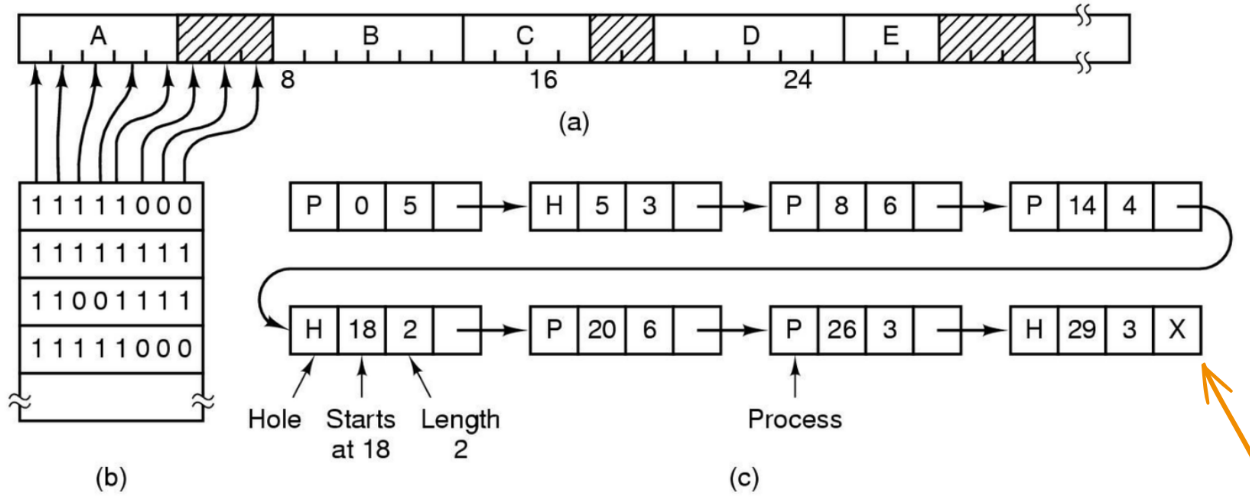 A B C D E
8 16 24
(a)
1 1 1 1 1 0 0 0
1 1 1 1 1 1 1 1
1 1 0 0 1 1 1 1
1 1 1 1 1 0 0 0
(b)
P 0 5
H 5 3
P 8 6
P 14 4
H 18 2
P 20 6
P 26 3
H 29 3 X
Hole
Starts
at 18
Length
2
Process
(c)